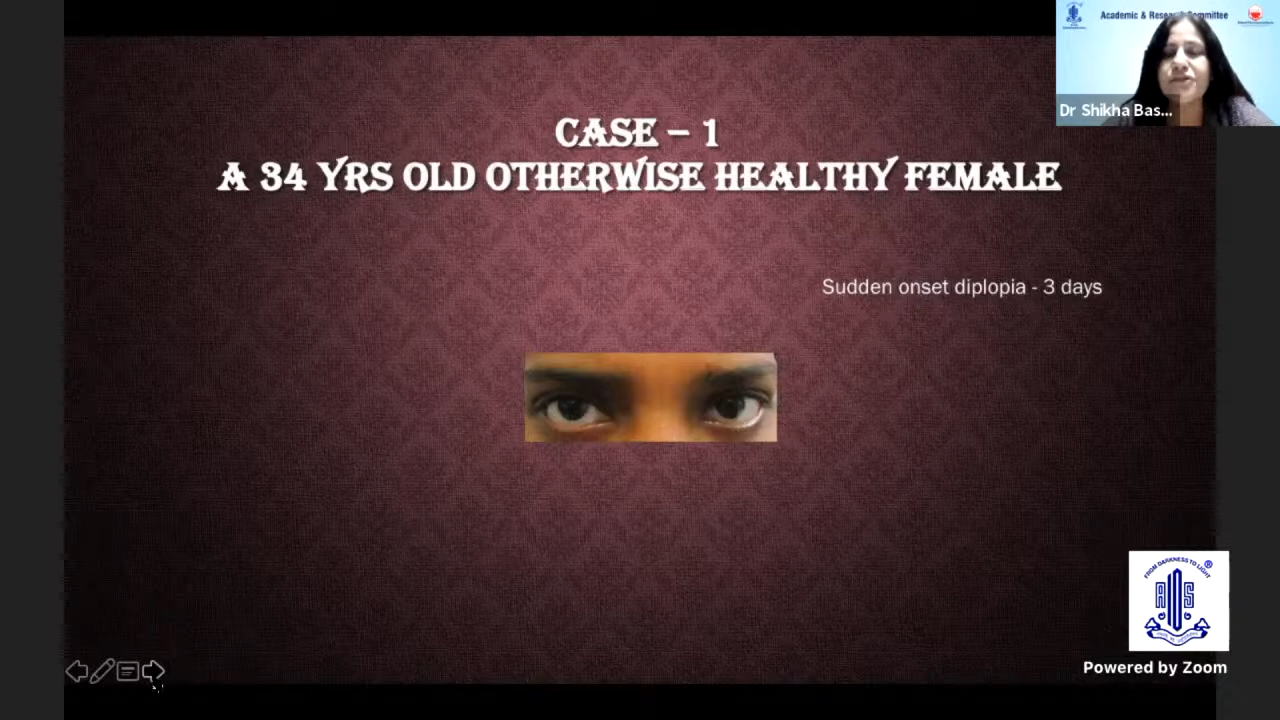 Academic & Research Committee
Dr Shikha Bas...
CASE – 1
A 34 YRS OLD OTHERWISE HEALTHY FEMALE
Sudden onset diplopia - 3 days
FROM DARKNESS TO LIGHT
®
AIOS
Powered by Zoom